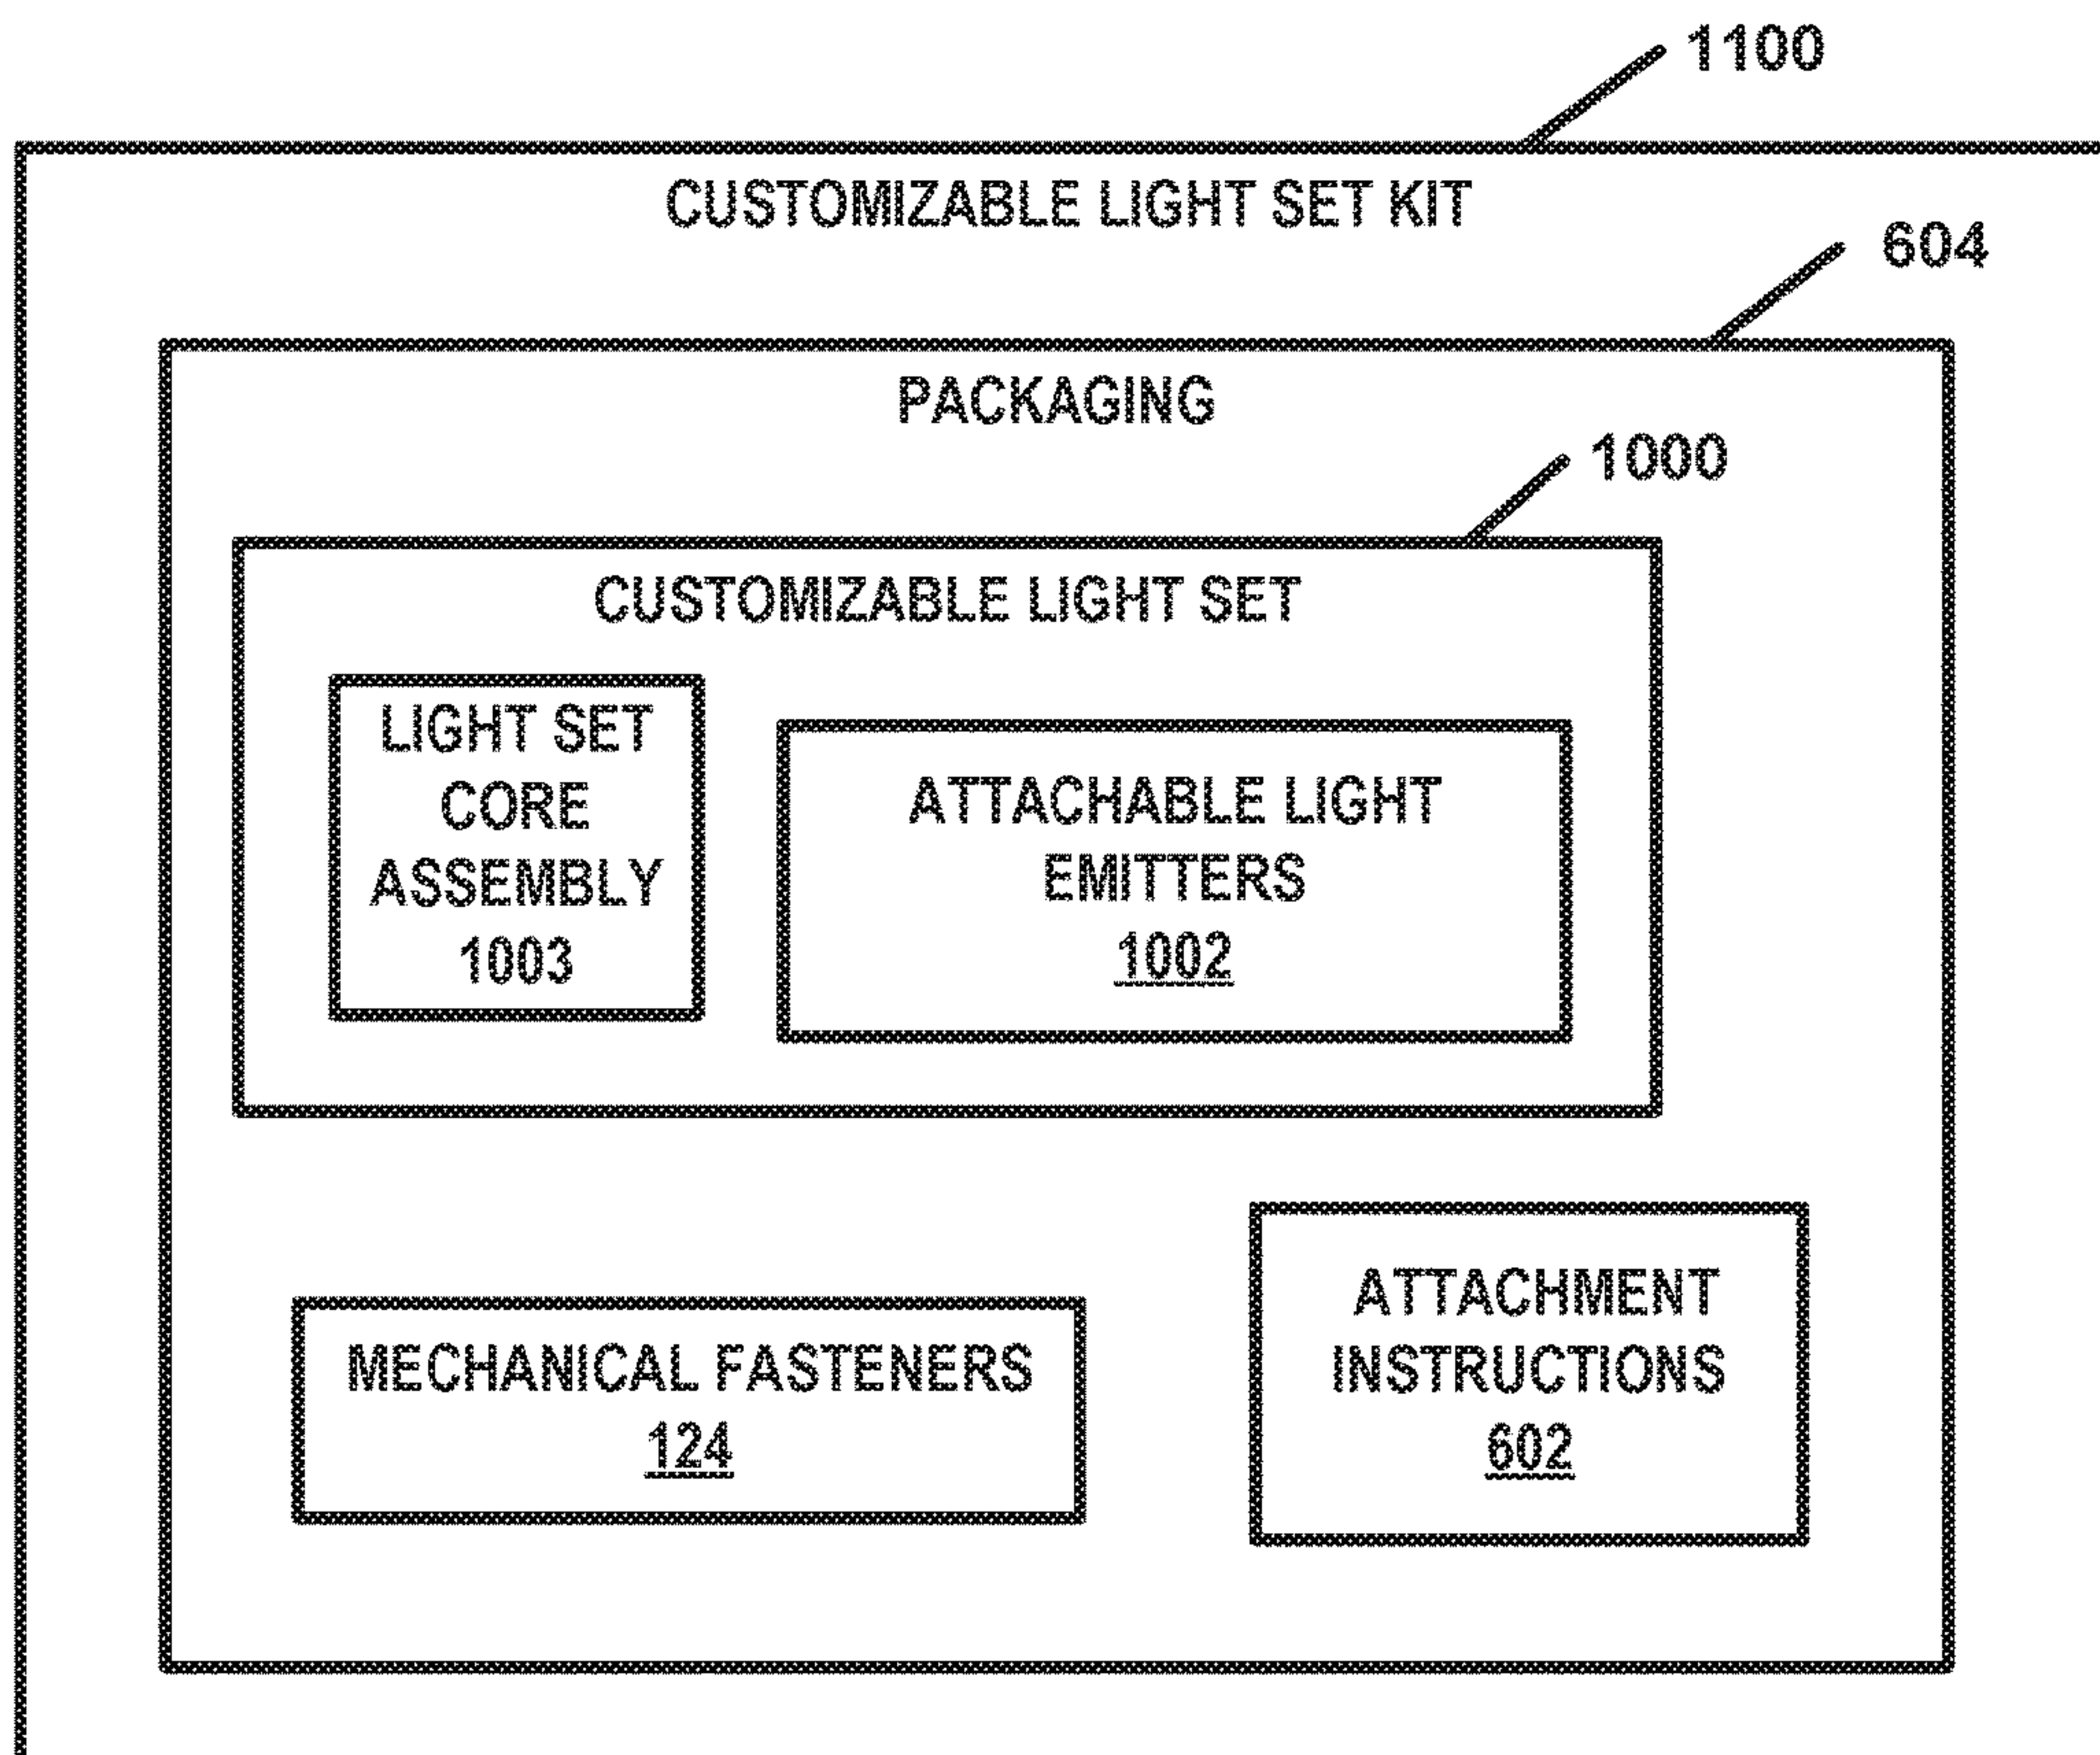 1100
CUSTOMIZABLE LIGHT SET KIT
604
PACKAGING
1000
CUSTOMIZABLE LIGHT SET
LIGHT SET
CORE
ASSEMBLY
1003
ATTACHABLE LIGHT
EMITTERS
1002
MECHANICAL FASTENERS
124
ATTACHMENT
INSTRUCTIONS
602